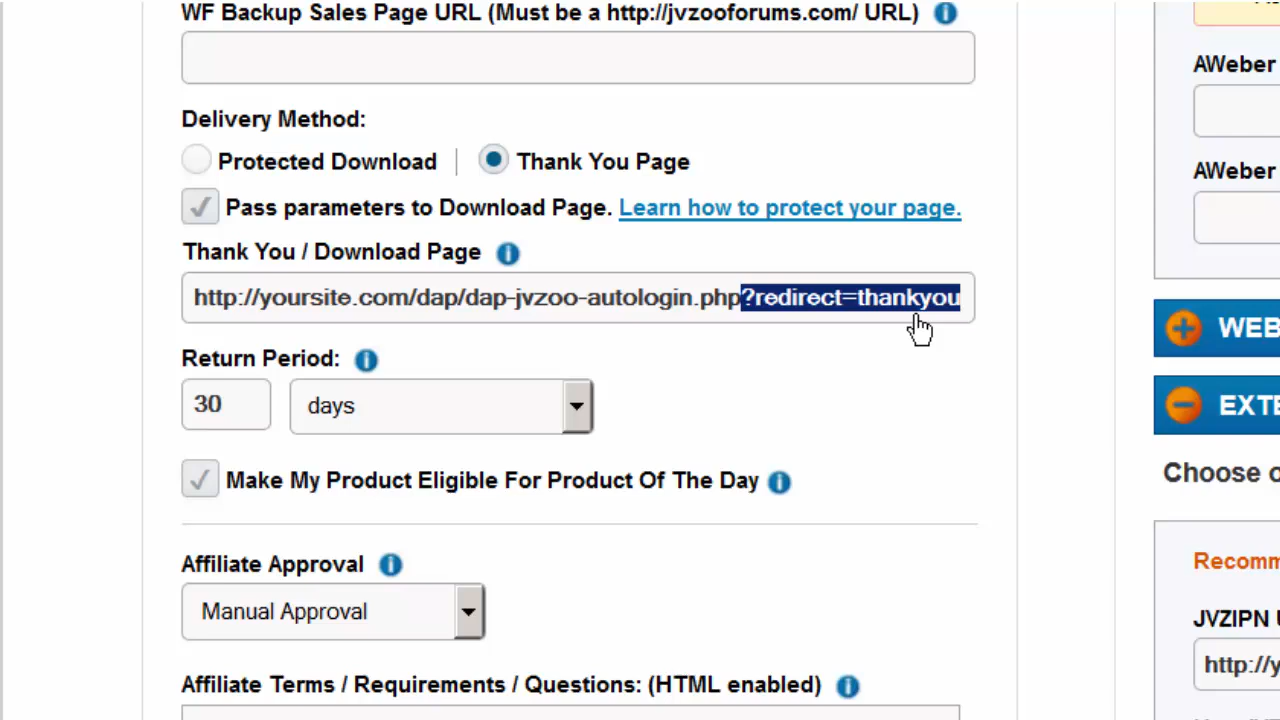 WF Backup Sales Page URL (Must be a http://jvzooforums.com/ URL)
Delivery Method:
Protected Download | Thank You Page
Pass parameters to Download Page. Learn how to protect your page.
Thank You / Download Page
http://yoursite.com/dap/dap-jvzoo-autologin.php?redirect=thankyou
Return Period:
30 days
Make My Product Eligible For Product Of The Day
Affiliate Approval
Manual Approval
Affiliate Terms / Requirements / Questions: (HTML enabled)
AWeber
AWeber
WEB
EXTE
Choose o
Recomm
JVZIPN U
http://y